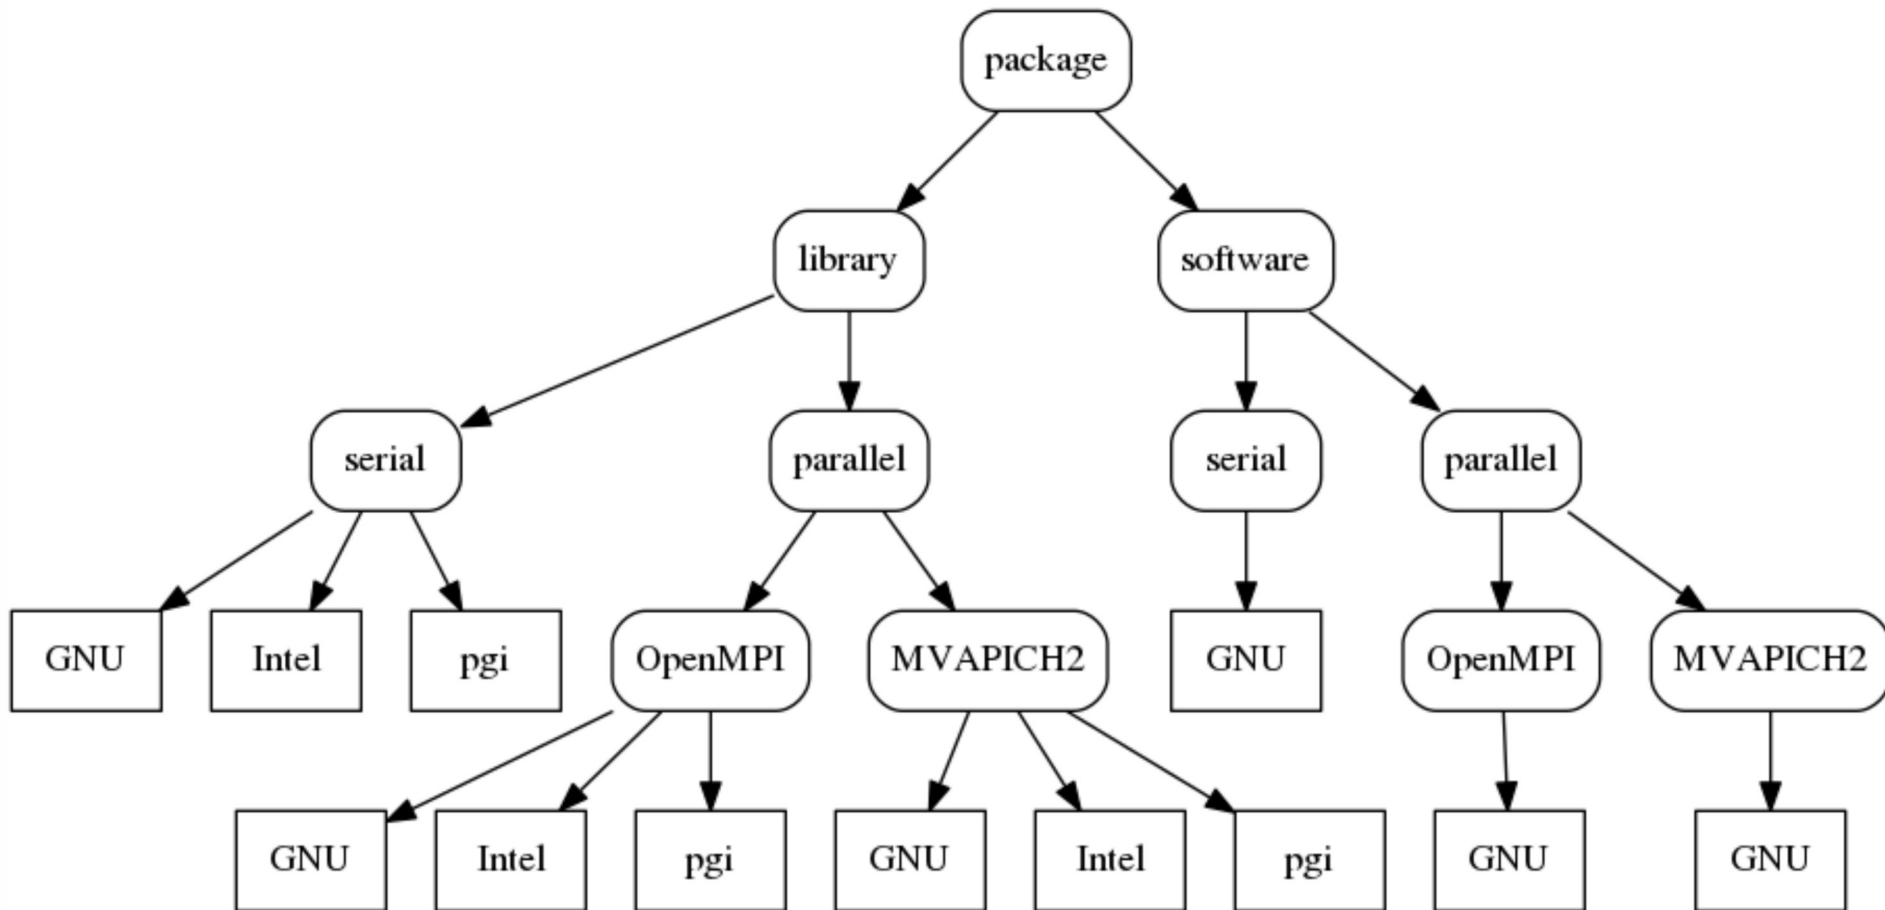 package
library
software
serial
parallel
serial
parallel
GNU
Intel
pgi
OpenMPI
MVAPICH2
GNU
OpenMPI
MVAPICH2
GNU
Intel
pgi
GNU
Intel
pgi
GNU
GNU